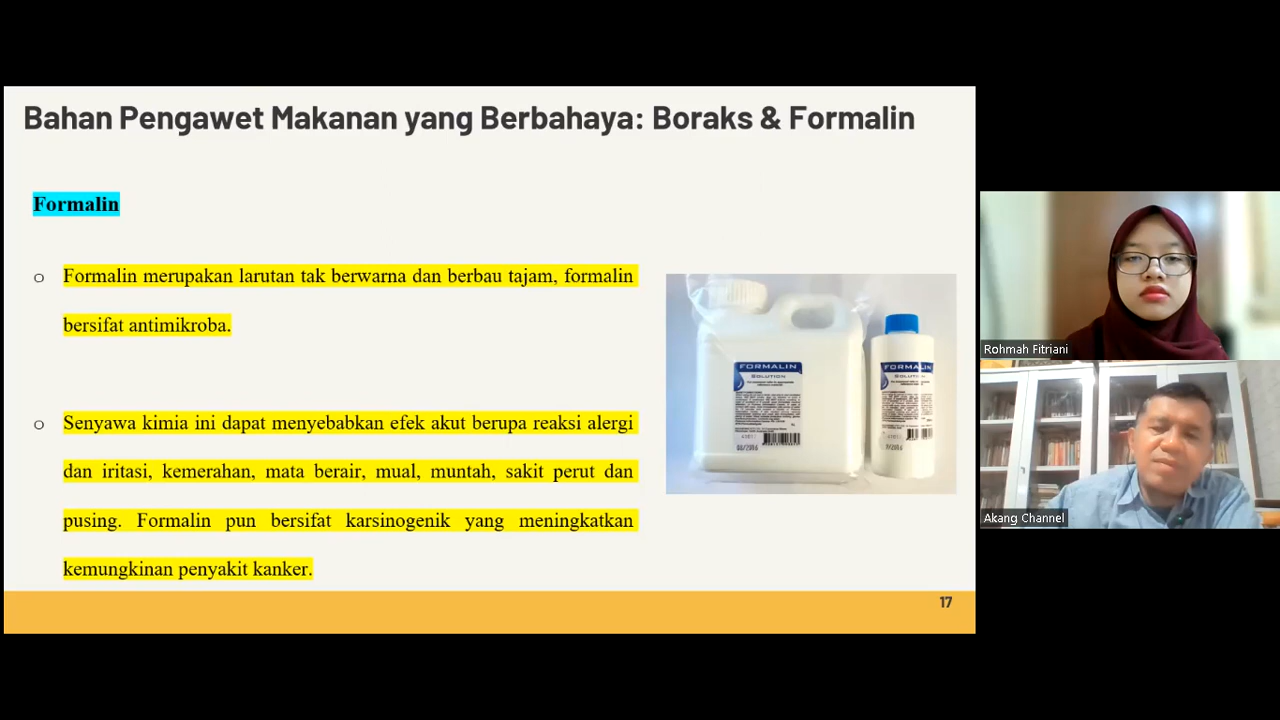 Bahan Pengawet Makanan yang Berbahaya: Boraks & Formalin
Formalin
o Formalin merupakan larutan tak berwarna dan berbau tajam, formalin
bersifat antimikroba.
o Senyawa kimia ini dapat menyebabkan efek akut berupa reaksi alergi
dan iritasi, kemerahan, mata berair, mual, muntah, sakit perut dan
pusing. Formalin pun bersifat karsinogenik yang meningkatkan
kemungkinan penyakit kanker.
FORMALIN
SOLUTION
FORMALIN
17
Rohmah Fitriani
Akang Channel